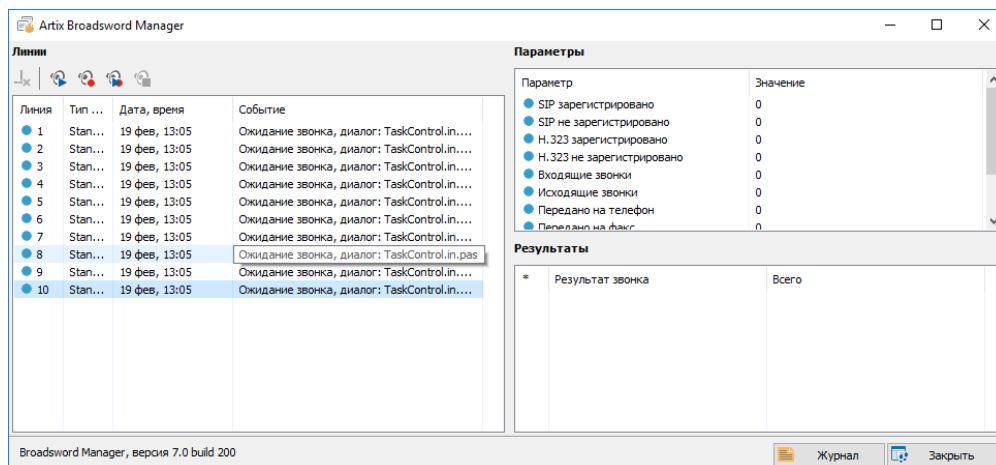 Artix Broadsword Manager
Линии
Линия Тип ... Дата, время Событие
1 Stan... 19 фев, 13:05 Ожидание звонка, диалог: TaskControl.in....
2 Stan... 19 фев, 13:05 Ожидание звонка, диалог: TaskControl.in....
3 Stan... 19 фев, 13:05 Ожидание звонка, диалог: TaskControl.in....
4 Stan... 19 фев, 13:05 Ожидание звонка, диалог: TaskControl.in....
5 Stan... 19 фев, 13:05 Ожидание звонка, диалог: TaskControl.in....
6 Stan... 19 фев, 13:05 Ожидание звонка, диалог: TaskControl.in....
7 Stan... 19 фев, 13:05 Ожидание звонка, диалог: TaskControl.in....
8 Stan... 19 фев, 13:05 Ожидание звонка, диалог: TaskControl.in.pas
9 Stan... 19 фев, 13:05 Ожидание звонка, диалог: TaskControl.in....
10 Stan... 19 фев, 13:05 Ожидание звонка, диалог: TaskControl.in....
Параметры
Параметр Значение
SIP зарегистрировано 0
SIP не зарегистрировано 0
H.323 зарегистрировано 0
H.323 не зарегистрировано 0
Входящие звонки 0
Исходящие звонки 0
Передано на телефон 0
Передано на факс 0
Результаты
* Результат звонка Всего
Broadsword Manager, версия 7.0 build 200
Журнал
Закрыть